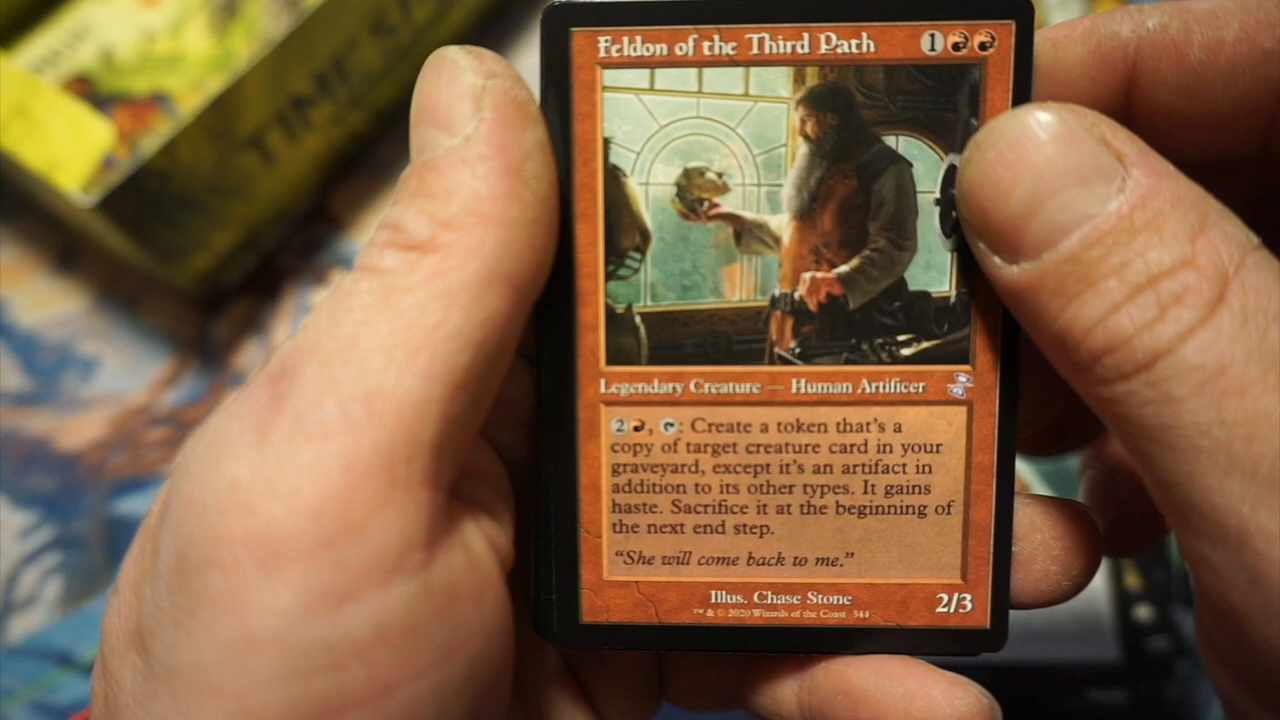 TIME
Feldon of the Third Path 1
Legendary Creature — Human Artificer
2, : Create a token that's a
copy of target creature card in your
graveyard, except it's an artifact in
addition to its other types. It gains
haste. Sacrifice it at the beginning of
the next end step.
"She will come back to me."
Illus. Chase Stone
™ & © 2020 Wizards of the Coast 344
2/3